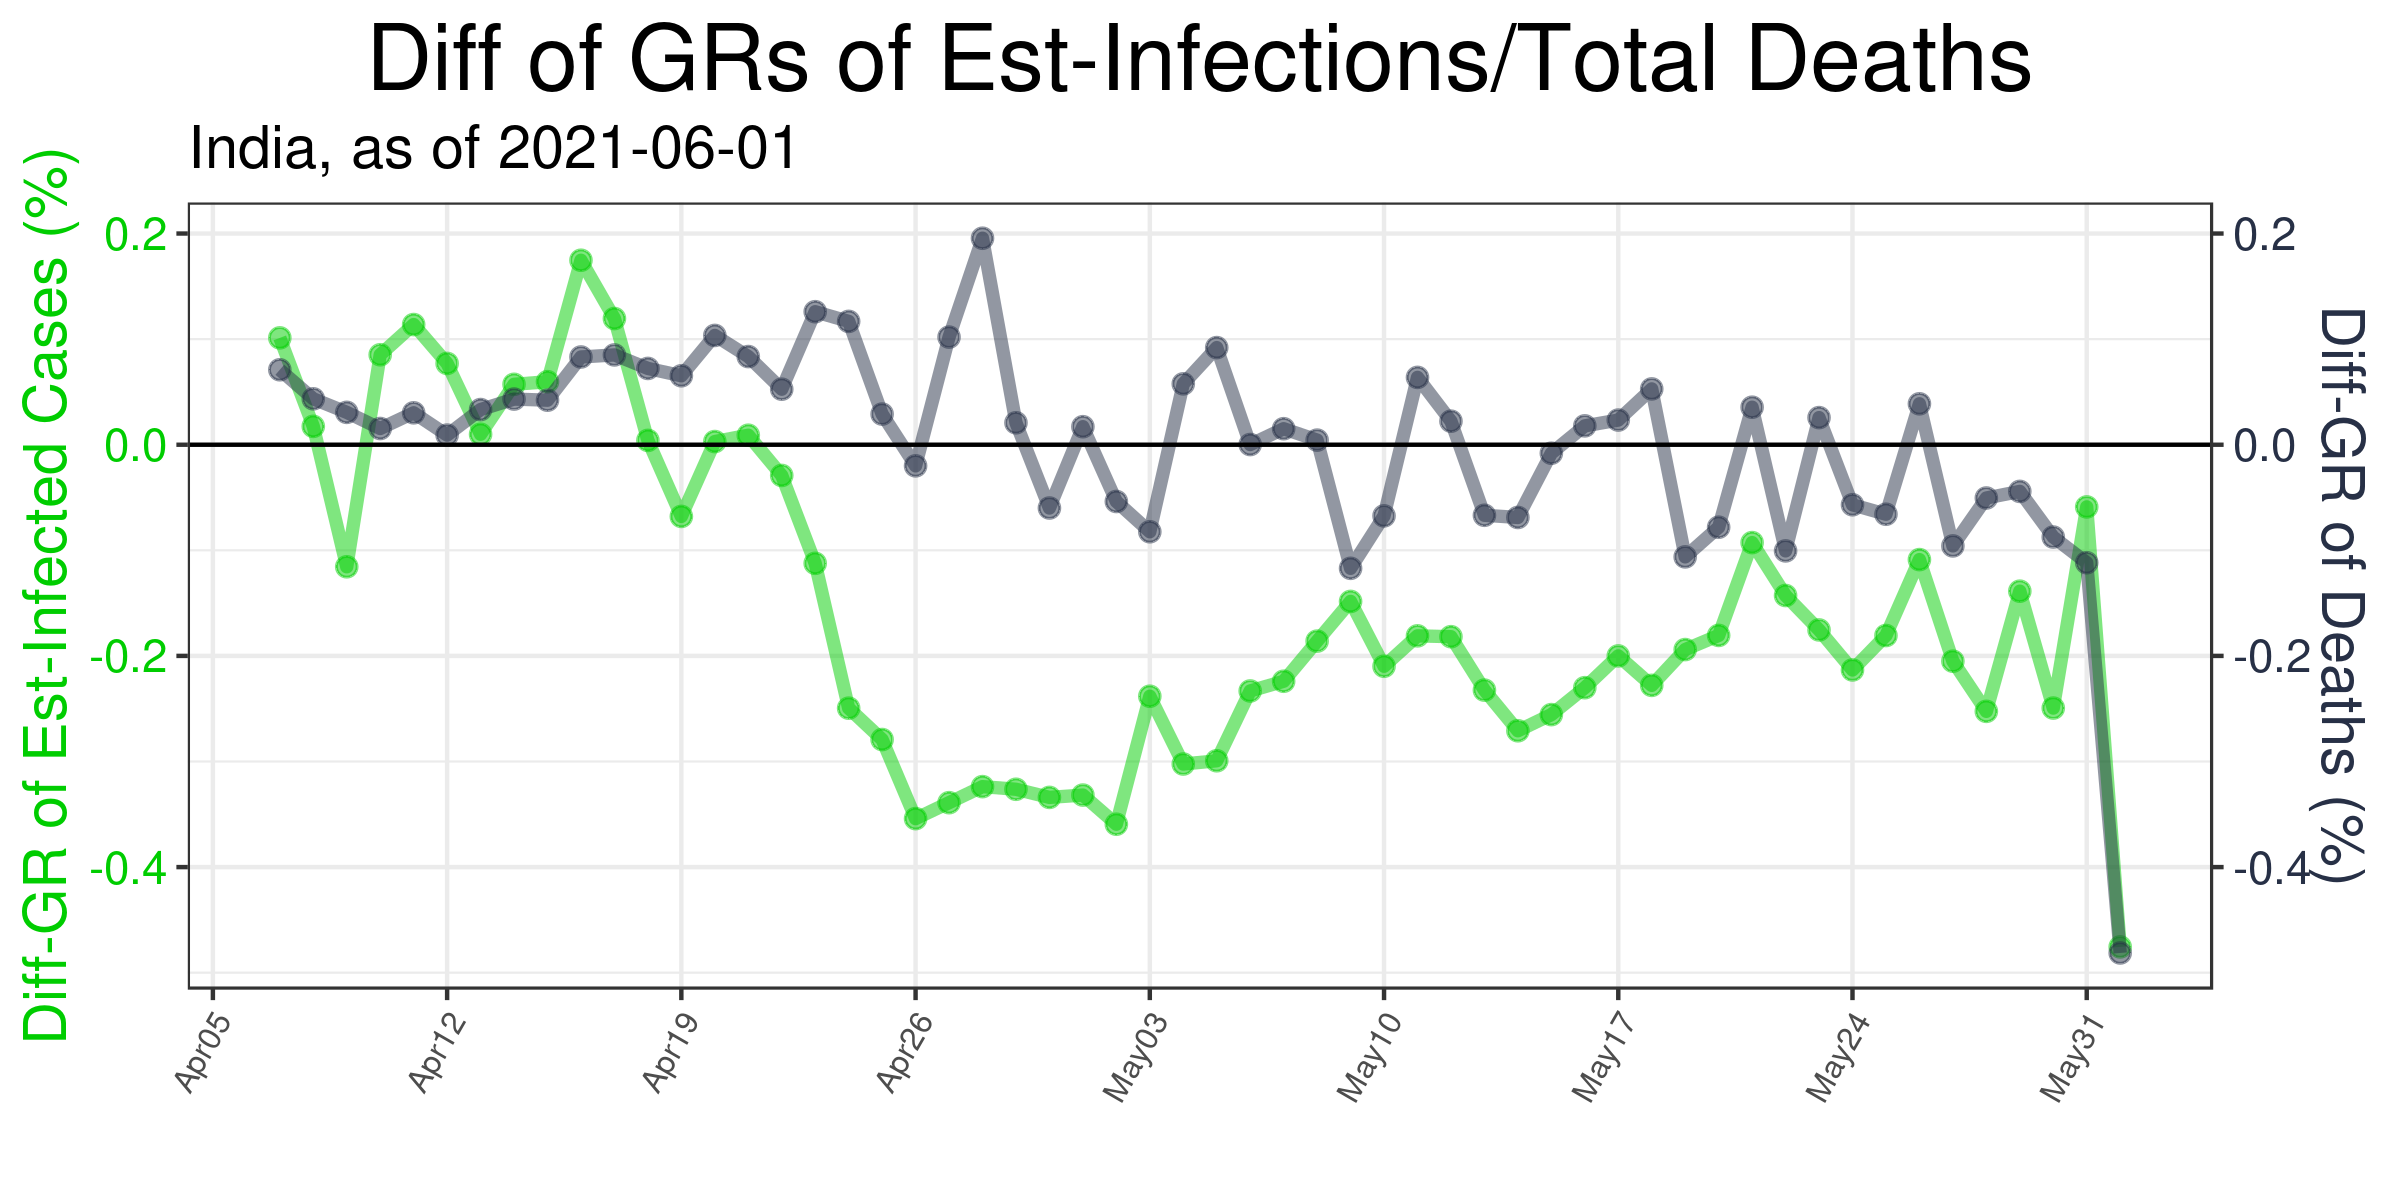 Diff of GRs of Est-Infections/Total Deaths
India, as of 2021-06-01
Diff-GR of Est-Infected Cases (%)
0.2
0.0
-0.2
-0.4
0.2
0.0
-0.2
-0.4
Diff-GR of Deaths (%)
Apr05
Apr12
Apr19
Apr26
May03
May10
May17
May24
May31